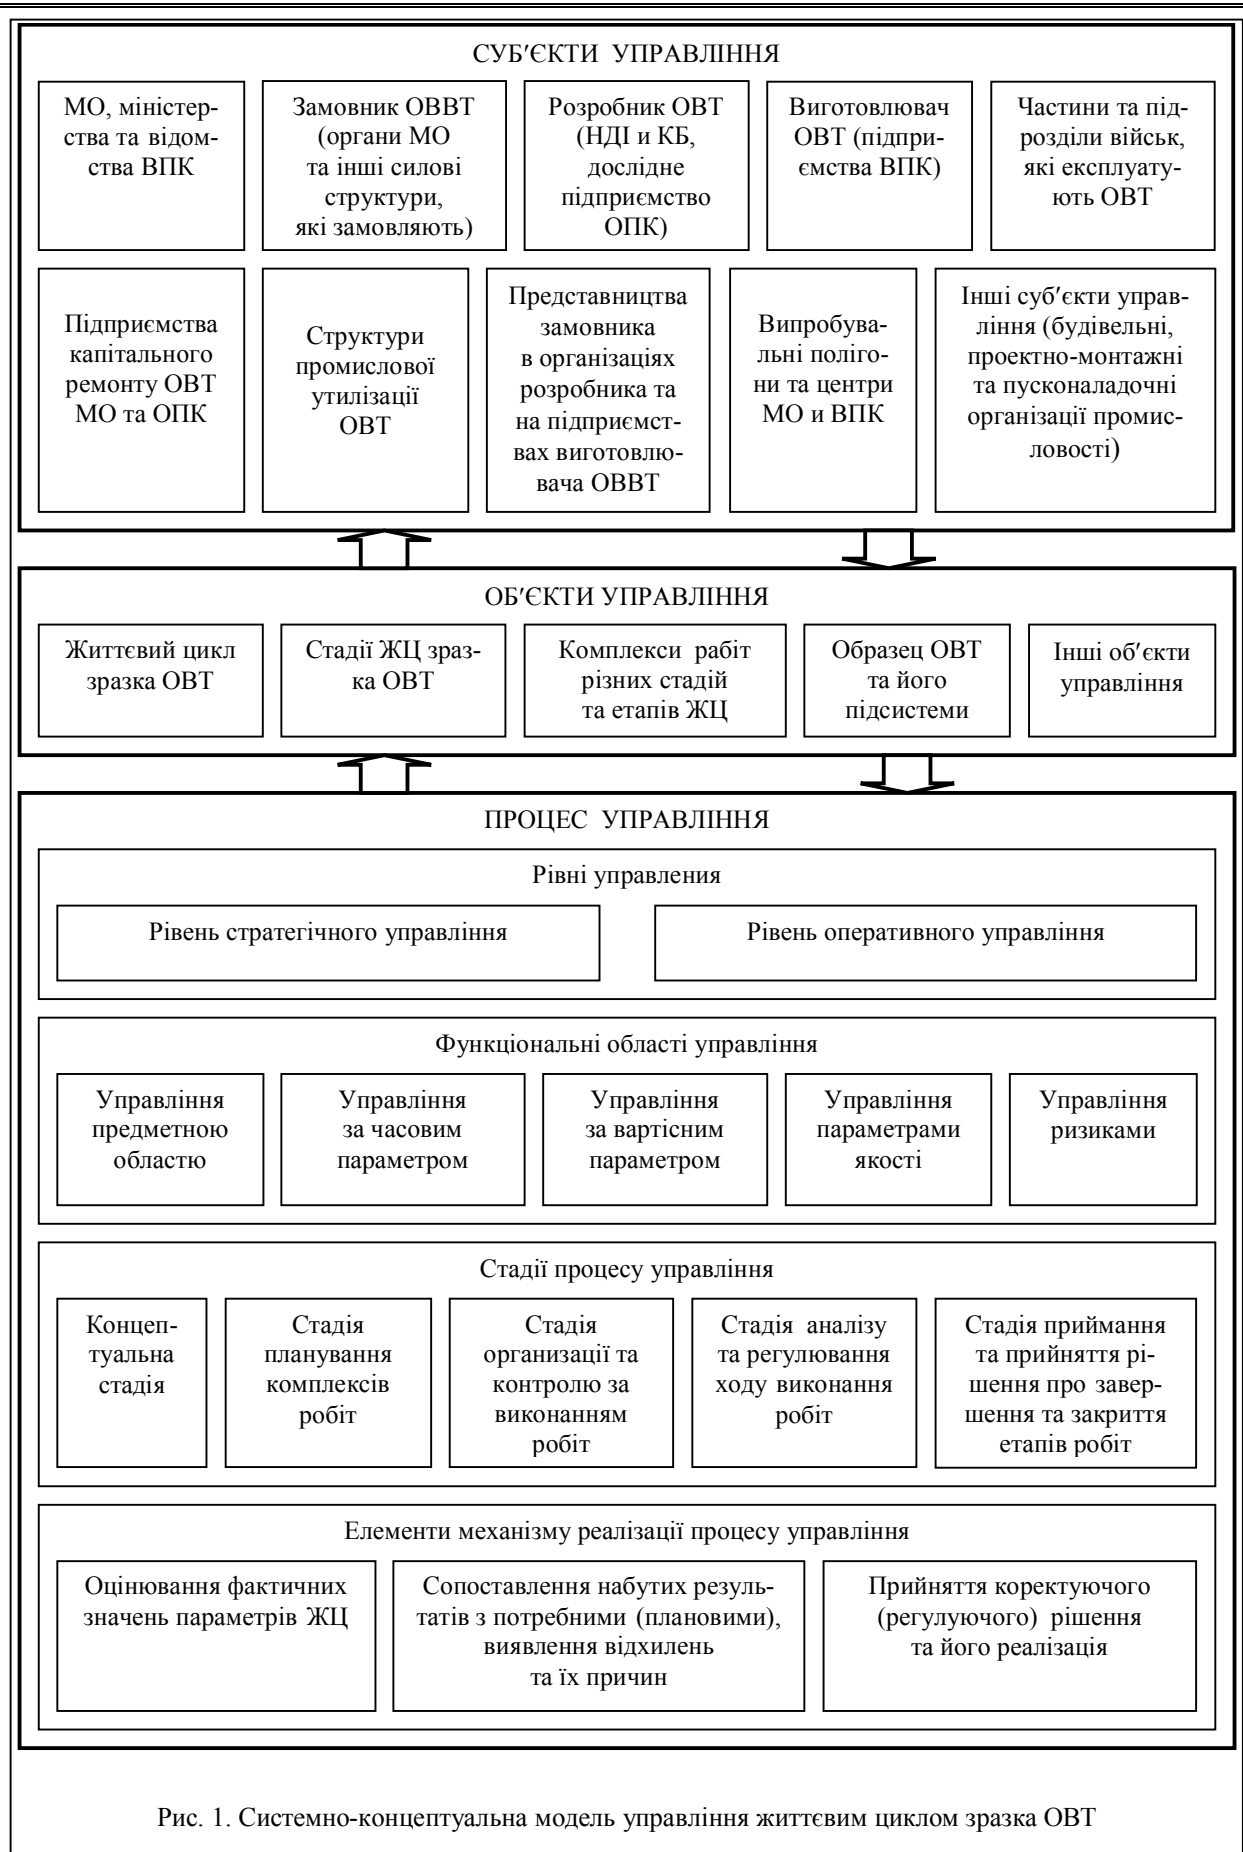 СУБ′ЄКТИ УПРАВЛІННЯ
МО, міністер-
ства та відом-
ства ВПК
Замовник ОВВТ
(органи МО
та інші силові
структури,
які замовляють)
Розробник ОВТ
(НДІ и КБ,
дослідне
підприємство
ОПК)
Виготовлювач
ОВТ (підпри-
ємства ВПК)
Частини та під-
розділи військ,
які експлуату-
ють ОВТ
Підприємства
капітального
ремонту ОВТ
МО та ОПК
Структури
промислової
утилізації
ОВТ
Представництва
замовника
в організаціях
розробника та
на підприємст-
вах виготовлю-
вача ОВВТ
Випробува-
льні поліго-
ни та центри
МО и ВПК
Інші суб′єкти управ-
ління (будівельні,
проектно-монтажні
та пусконаладочні
організації промис-
ловості)
ОБ′ЄКТИ УПРАВЛІННЯ
Життєвий цикл
зразка ОВТ
Стадії ЖЦ зраз-
ка ОВТ
Комплекси рабіт
різних стадій
та етапів ЖЦ
Образец ОВТ
та його
підсистеми
Інші об′єкти
управління
ПРОЦЕС УПРАВЛІННЯ
Рівні управления
Рівень стратегічного управління
Рівень оперативного управління
Функціональні області управління
Управління
предметною
областю
Управління
за часовим
параметром
Управління
за вартісним
параметром
Управління
параметрами
якості
Управління
ризиками
Стадії процесу управління
Концеп-
туальна
стадія
Стадія
планування
комплексів
робіт
Стадія
организації та
контролю за
виконанням
робіт
Стадія аналізу
та регулювання
ходу виконання
робіт
Стадія приймання
та прийняття рі-
шення про завер-
шення та закриття
етапів робіт
Елементи механізму реалізації процесу управління
Оцінювання фактичних
значень параметрів ЖЦ
Сопоставлення набутих резуль-
татів з потребними (плановими),
виявлення відхилень
та їх причин
Прийняття коректуючого
(регулуючого) рішення
та його реалізація
Рис. 1. Системно-концептуальна модель управління життєвим циклом зразка ОВТ